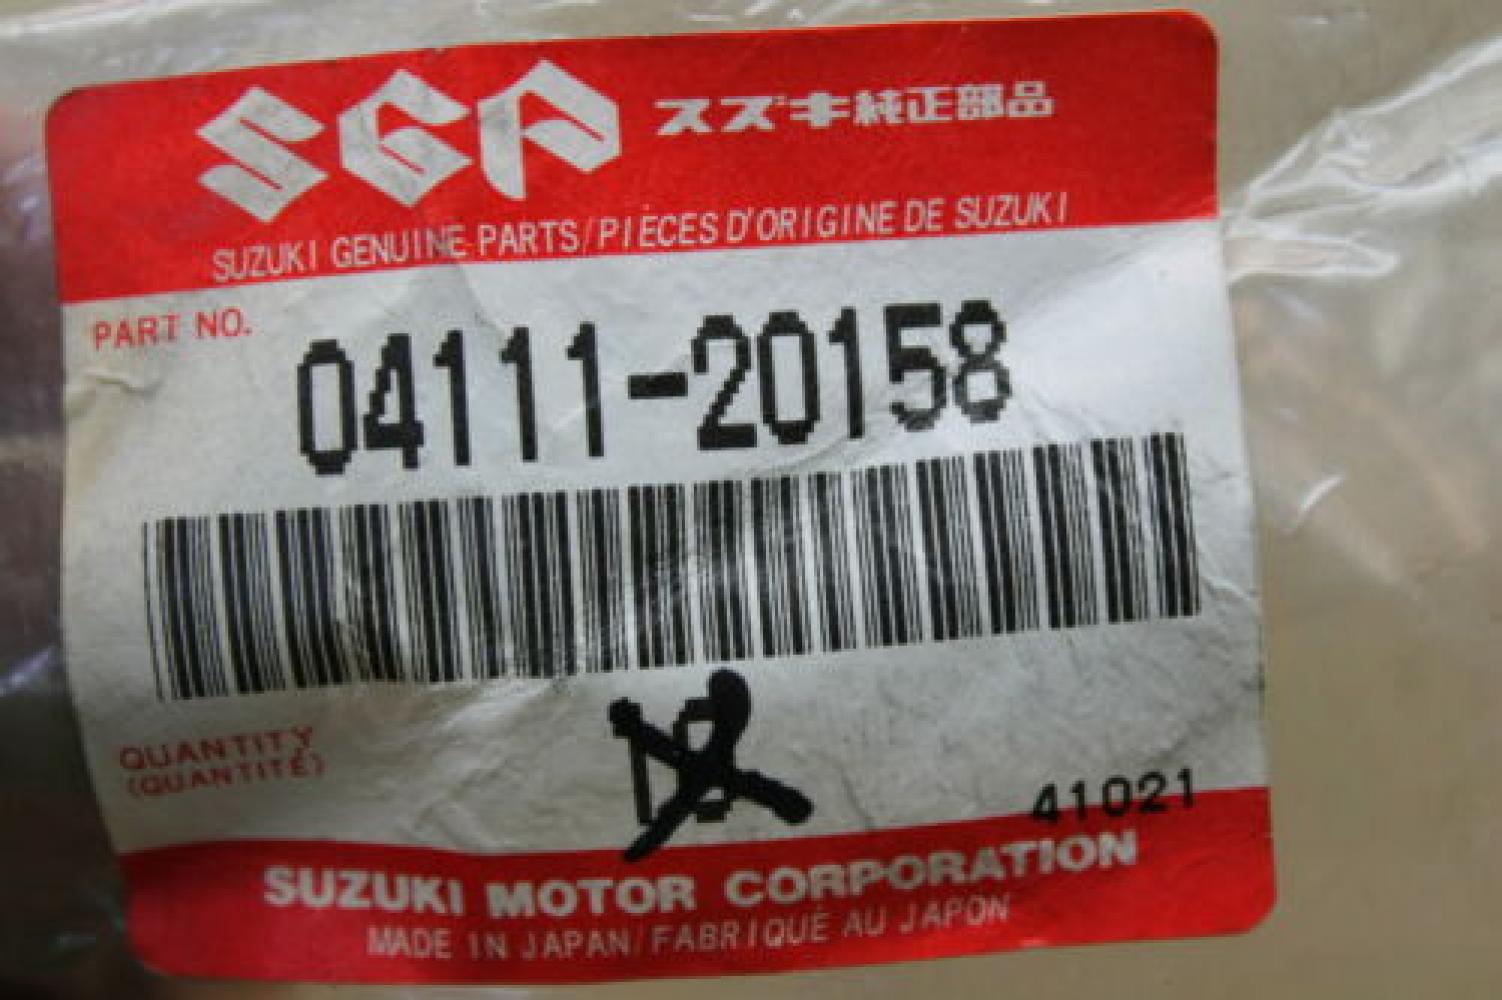 SGP スズキ純正部品
SUZUKI GENUINE PARTS/PIÈCES D'ORIGINE DE SUZUKI
PART NO.
04111-20158
QUANTITY
(QUANTITÉ)
41021
SUZUKI MOTOR CORPORATION
MADE IN JAPAN/FABRIQUÉ AU JAPON